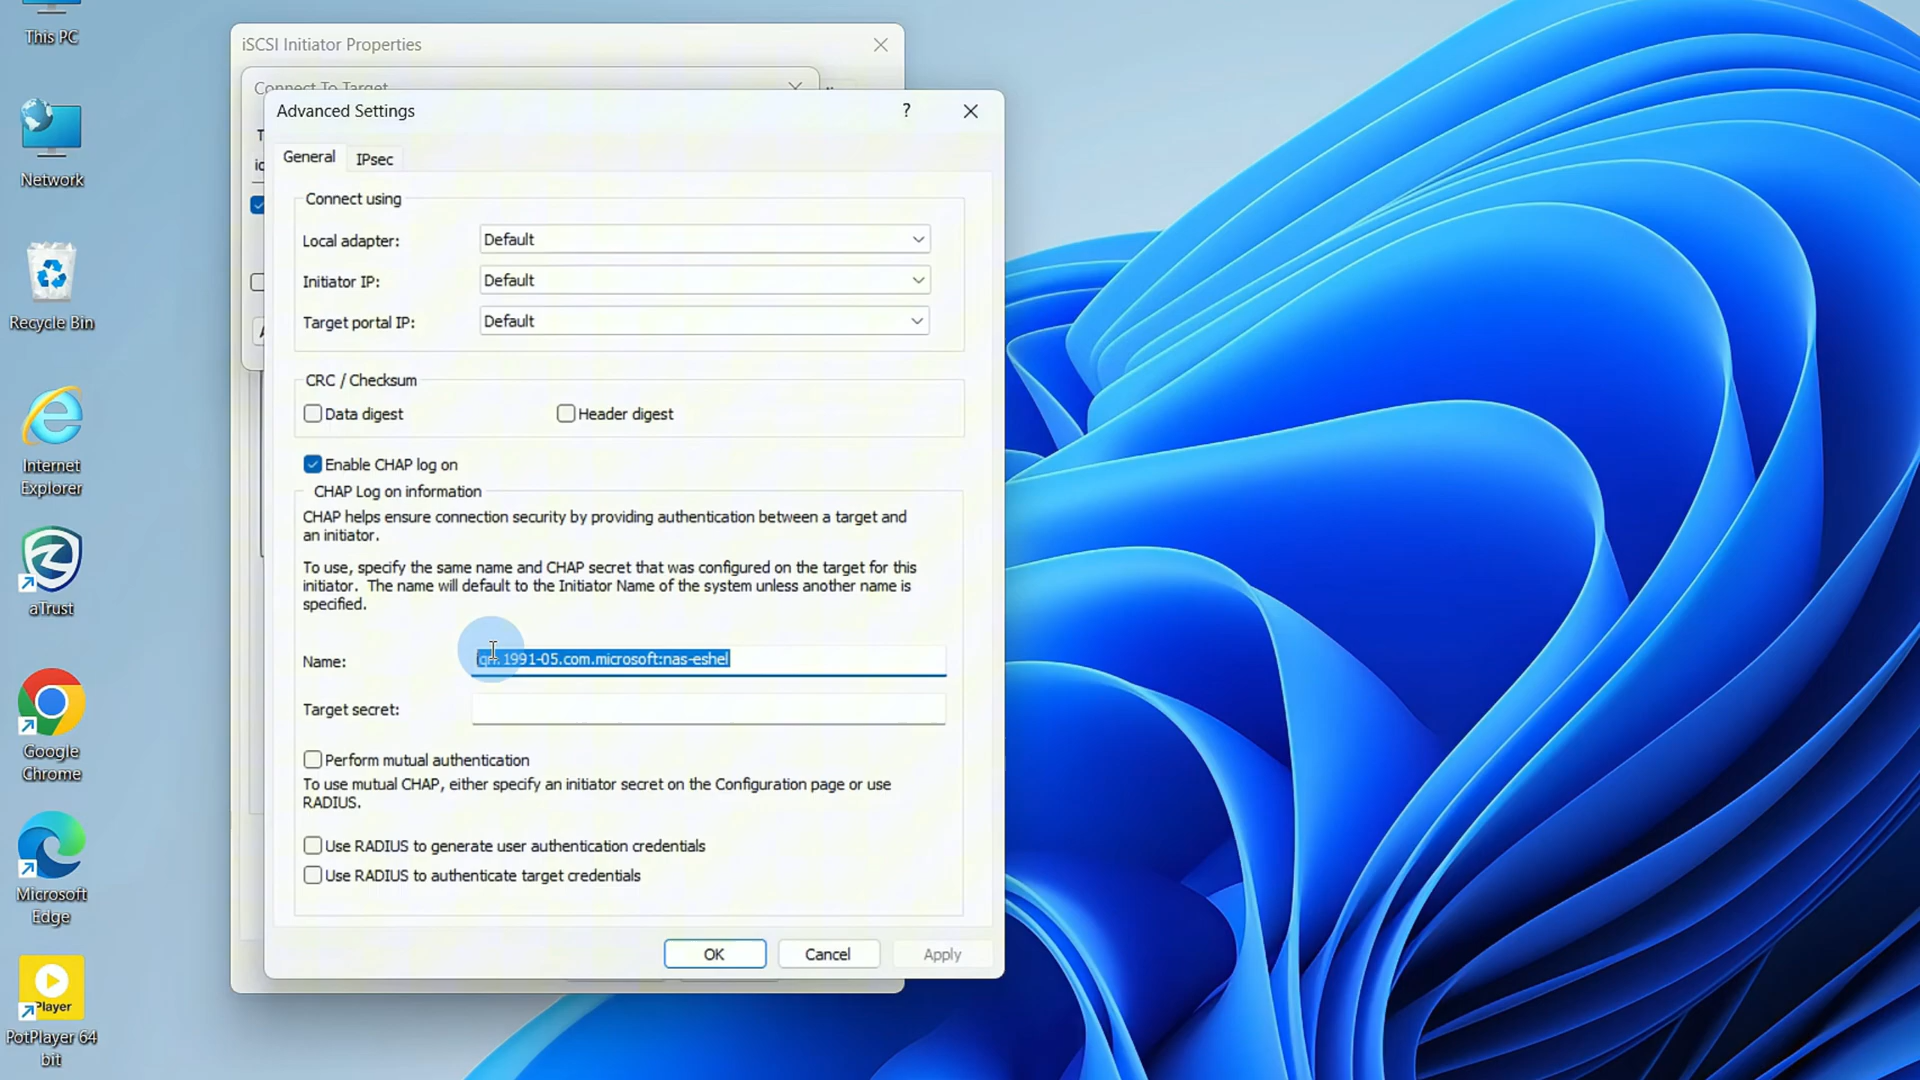 This PC
Network
Recycle Bin
Internet
Explorer
aTrust
Google
Chrome
Microsoft
Edge
Player
PotPlayer 64
bit
iSCSI Initiator Properties
Connect To Target
Advanced Settings
?
General
IPsec
Connect using
Local adapter:
Default
Initiator IP:
Default
Target portal IP:
Default
CRC / Checksum
Data digest
Header digest
Enable CHAP log on
CHAP Log on information
CHAP helps ensure connection security by providing authentication between a target and
an initiator.
To use, specify the same name and CHAP secret that was configured on the target for this
initiator. The name will default to the Initiator Name of the system unless another name is
specified.
Name:
iqn.1991-05.com.microsoft:nas-eshel
Target secret:
Perform mutual authentication
To use mutual CHAP, either specify an initiator secret on the Configuration page or use
RADIUS.
Use RADIUS to generate user authentication credentials
Use RADIUS to authenticate target credentials
OK
Cancel
Apply